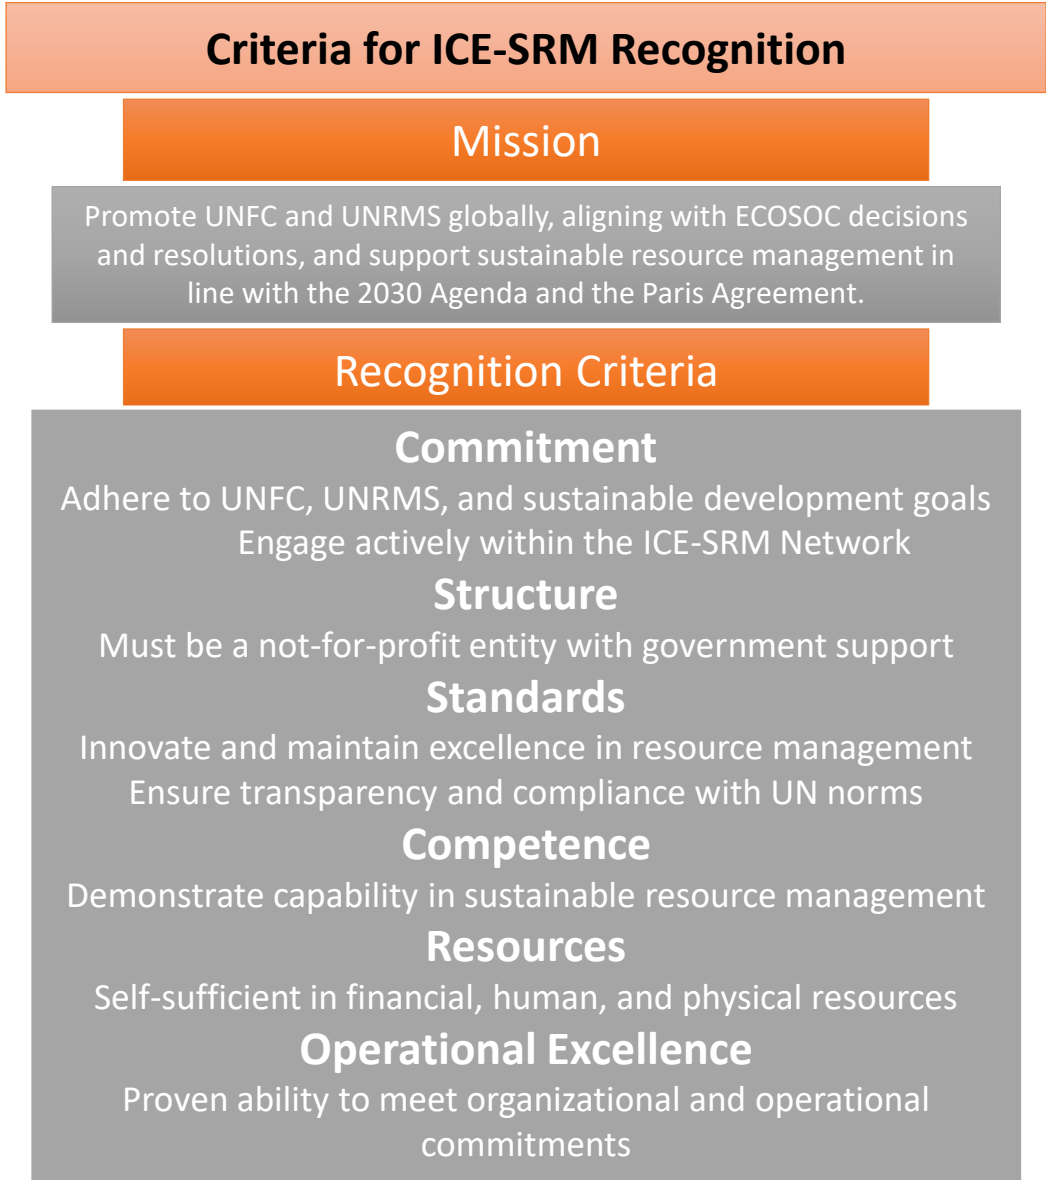 Criteria for ICE-SRM Recognition
Mission
Promote UNFC and UNRMS globally, aligning with ECOSOC decisions
and resolutions, and support sustainable resource management in
line with the 2030 Agenda and the Paris Agreement.
Recognition Criteria
Commitment
Adhere to UNFC, UNRMS, and sustainable development goals
Engage actively within the ICE-SRM Network
Structure
Must be a not-for-profit entity with government support
Standards
Innovate and maintain excellence in resource management
Ensure transparency and compliance with UN norms
Competence
Demonstrate capability in sustainable resource management
Resources
Self-sufficient in financial, human, and physical resources
Operational Excellence
Proven ability to meet organizational and operational
commitments